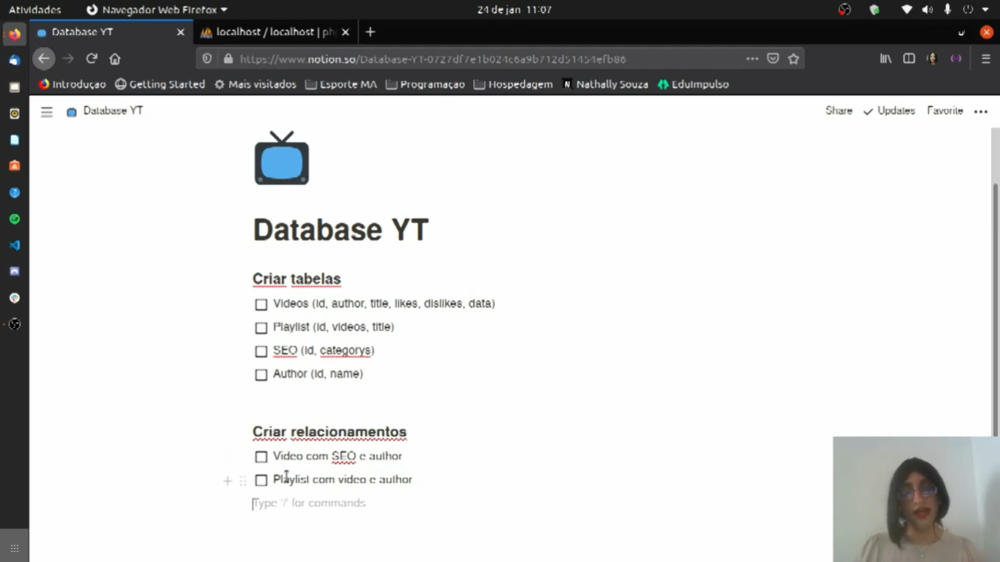 Atividades Navegador Web Firefox 24 de jan 11:07
Database YT localhost / localhost | ph
https://www.notion.so/Database-YT-0727df7e1b024c6a9b712d51454efb86
Introdução Getting Started Mais visitados Esporte MA Programação Hospedagem Nathally Souza EduImpulso
Database YT Share Updates Favorite
Database YT
Criar tabelas
Videos (id, author, title, likes, dislikes, data)
Playlist (id, videos, title)
SEO (id, categorys)
Author (id, name)
Criar relacionamentos
Video com SEO e author
Playlist com video e author
Type '/' for commands